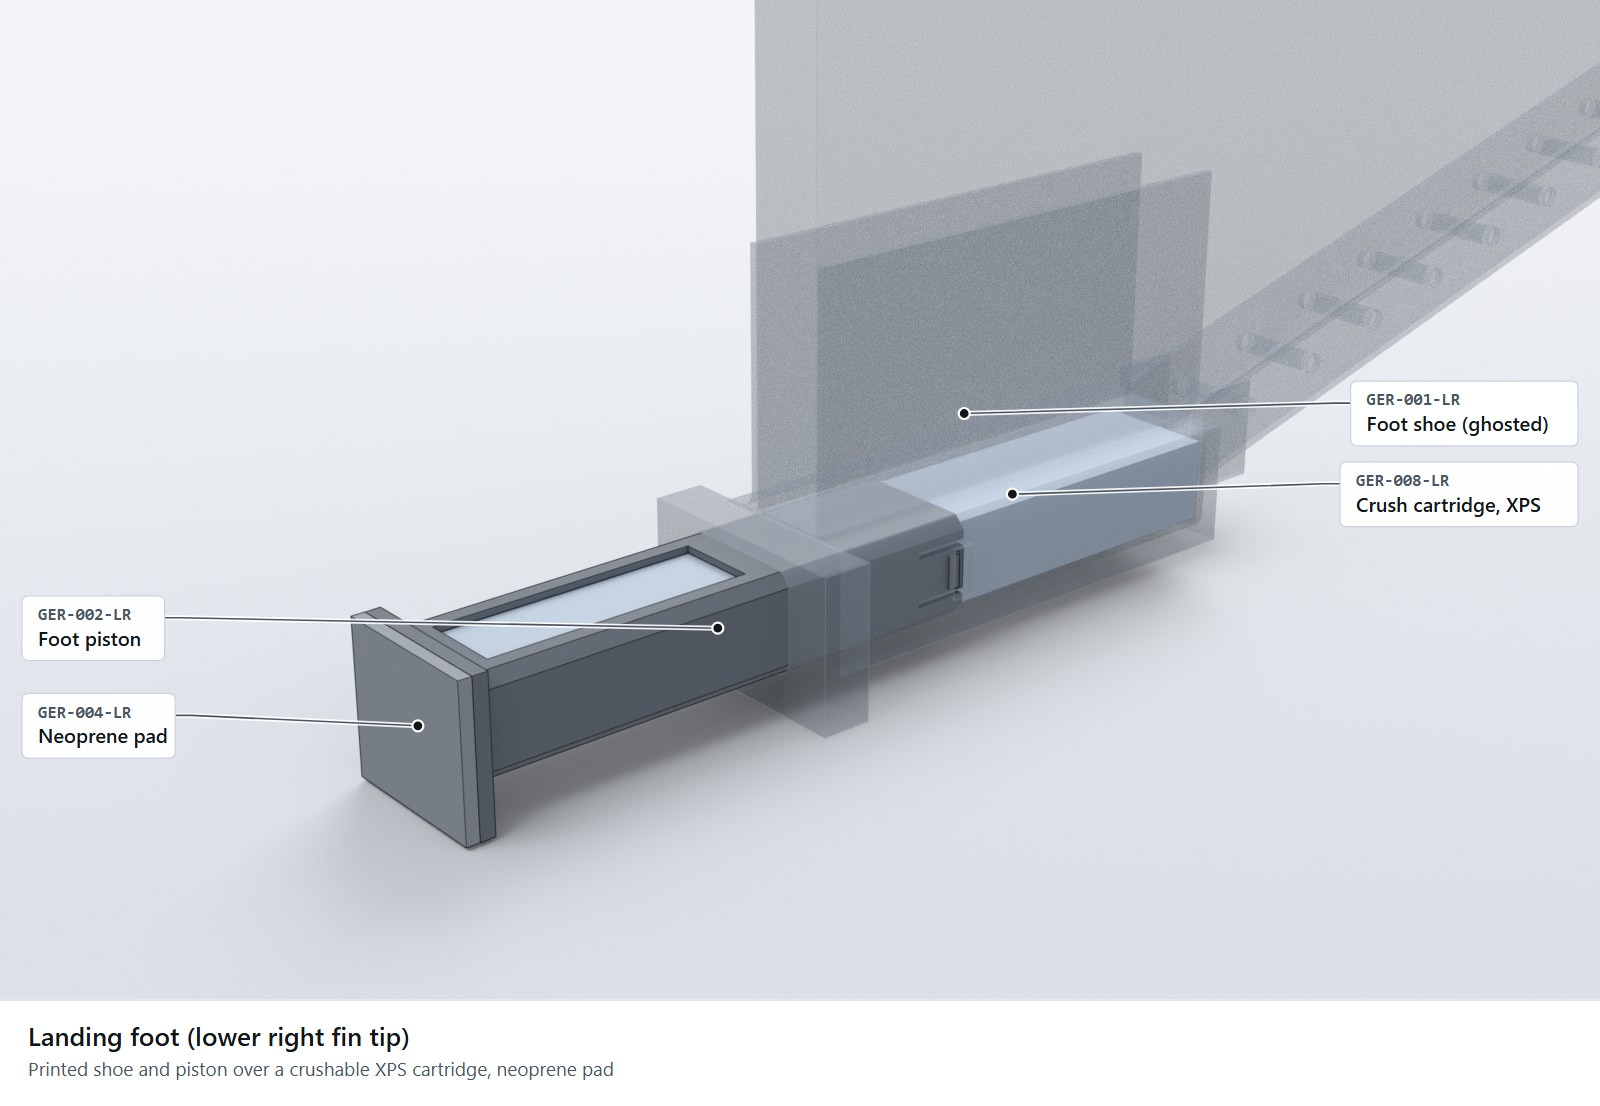 GER-001-LR
Foot shoe (ghosted)
GER-008-LR
Crush cartridge, XPS
GER-002-LR
Foot piston
GER-004-LR
Neoprene pad
Landing foot (lower right fin tip)
Printed shoe and piston over a crushable XPS cartridge, neoprene pad